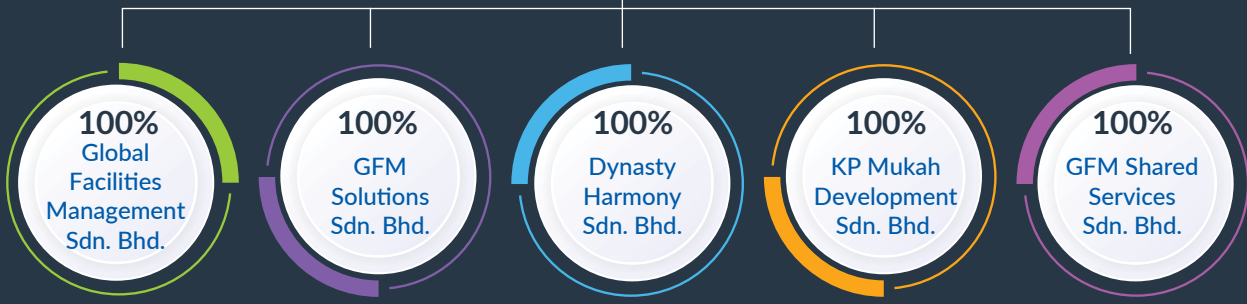 100%
Global
Facilities
Management
Sdn. Bhd.
100%
GFM
Solutions
Sdn. Bhd.
100%
Dynasty
Harmony
Sdn. Bhd.
100%
KP Mukah
Development
Sdn. Bhd.
100%
GFM Shared
Services
Sdn. Bhd.